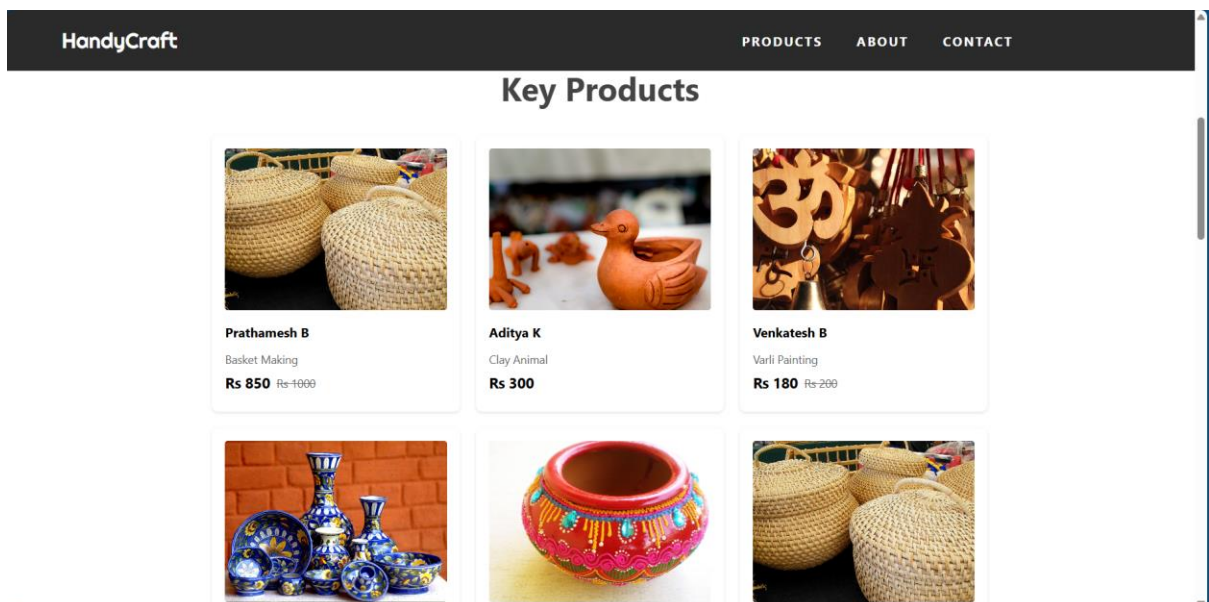 HandyCraft PRODUCTS ABOUT CONTACT
Key Products
Prathamesh B
Basket Making
Rs 850 Rs 1000
Aditya K
Clay Animal
Rs 300
Venkatesh B
Varli Painting
Rs 180 Rs 200